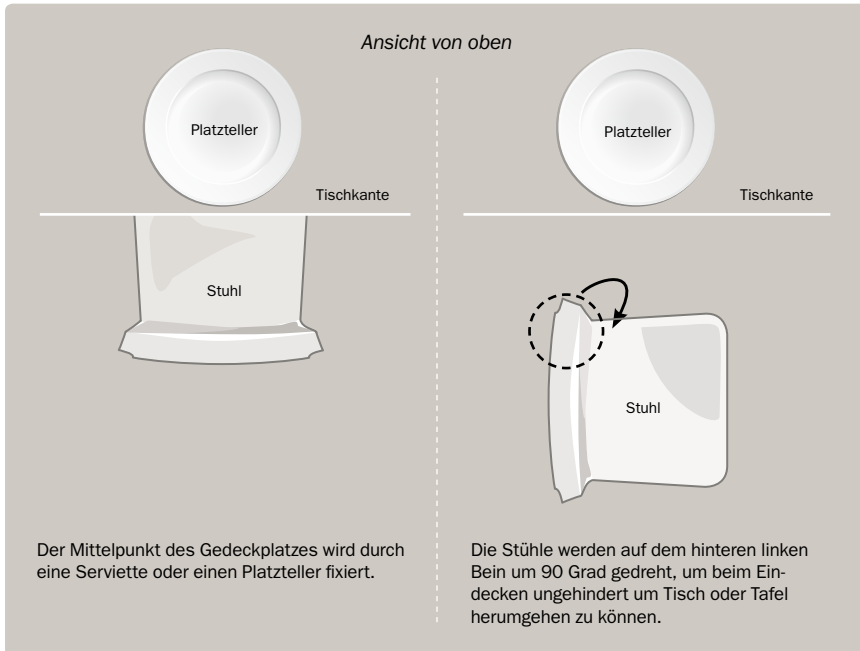 Ansicht von oben
Platzteller
Tischkante
Stuhl
Der Mittelpunkt des Gedeckplatzes wird durch
eine Serviette oder einen Platzteller fixiert.
Platzteller
Tischkante
Stuhl
Die Stühle werden auf dem hinteren linken
Bein um 90 Grad gedreht, um beim Ein-
decken ungehindert um Tisch oder Tafel
herumgehen zu können.